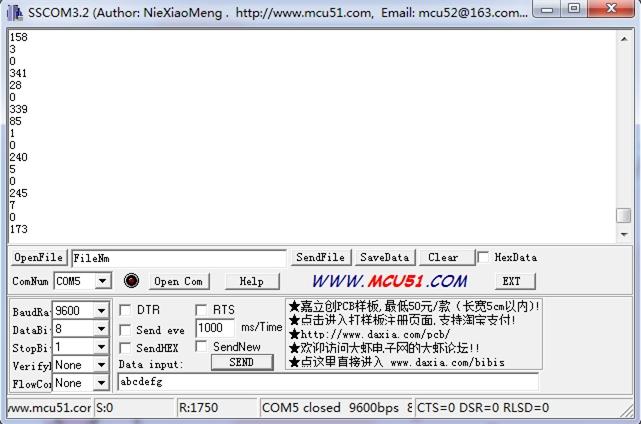 SSCOM3.2 (Author: NieXiaoMeng .  http://www.mcu51.com,  Email: mcu52@163.com...
158
3
0
341
28
0
339
85
1
0
240
5
0
245
7
0
173
OpenFile FileNm SendFile SaveData Clear HexData
ComNum COM5 Open Com Help WWW.MCU51.COM EXT
BaudRa 9600 DTR RTS
DataBi 8 Send eve 1000 ms/Time
StopBi 1 SendHEX SendNew
Verify None Data input: SEND
FlowCon None abcdefg
★嘉立创PCB样板,最低50元/款（长宽5cm以内)!
★点击进入打样板注册页面,支持淘宝支付!
★http://www.daxia.com/pcb/
★欢迎访问大虾电子网的大虾论坛!!
★点这里直接进入 www.daxia.com/bibis
www.mcu51.cor S:0 R:1750 COM5 closed  9600bps  8 CTS=0 DSR=0 RLSD=0